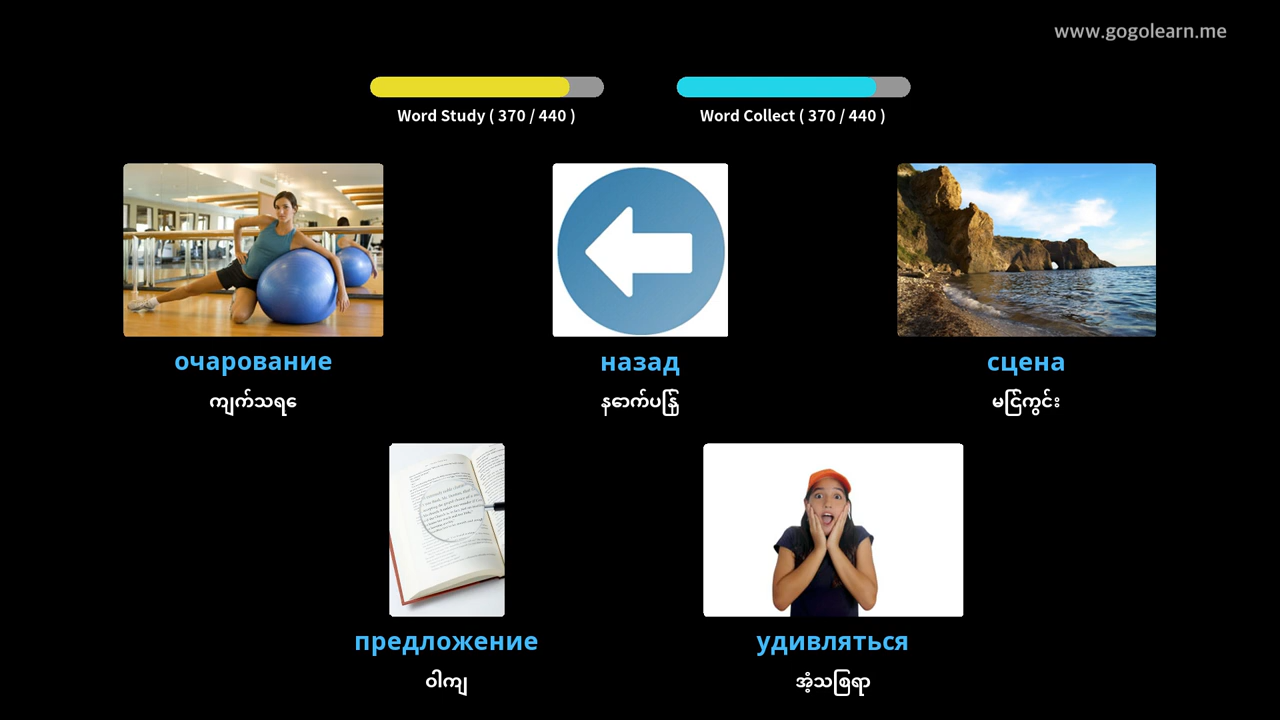 www.gogolearn.me
Word Study ( 370 / 440 )
Word Collect ( 370 / 440 )
очарование
назад
сцена
ကျက်သရေ
နောက်ပြန်
မြင်ကွင်း
предложение
удивляться
ဝါကျ
အံ့သြစရာ